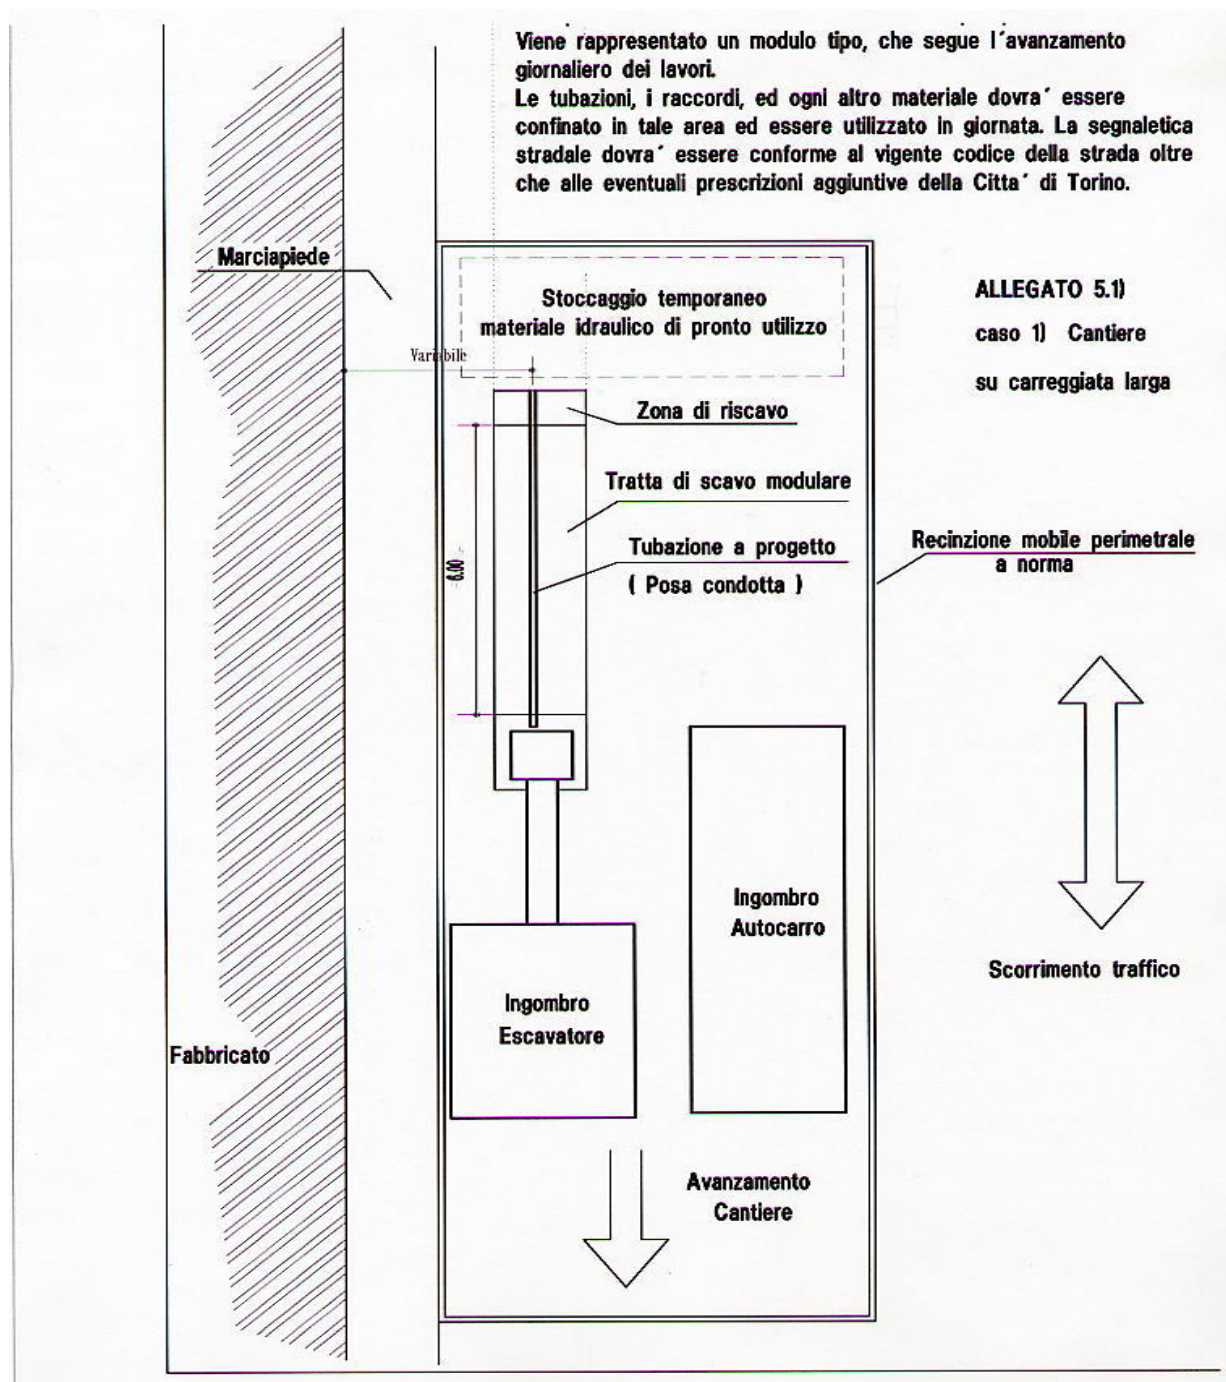 Viene rappresentato un modulo tipo, che segue l´avanzamento
giornaliero dei lavori.
Le tubazioni, i raccordi, ed ogni altro materiale dovra´ essere
confinato in tale area ed essere utilizzato in giornata. La segnaletica
stradale dovra´ essere conforme al vigente codice della strada oltre
che alle eventuali prescrizioni aggiuntive della Citta´ di Torino.
Marciapiede
Stoccaggio temporaneo
materiale idraulico di pronto utilizzo
ALLEGATO 5.1)
caso 1) Cantiere
su carreggiata larga
Variabile
Zona di riscavo
Tratta di scavo modulare
Tubazione a progetto
( Posa condotta )
6.00
Recinzione mobile perimetrale
a norma
Ingombro
Autocarro
Scorrimento traffico
Ingombro
Escavatore
Fabbricato
Avanzamento
Cantiere